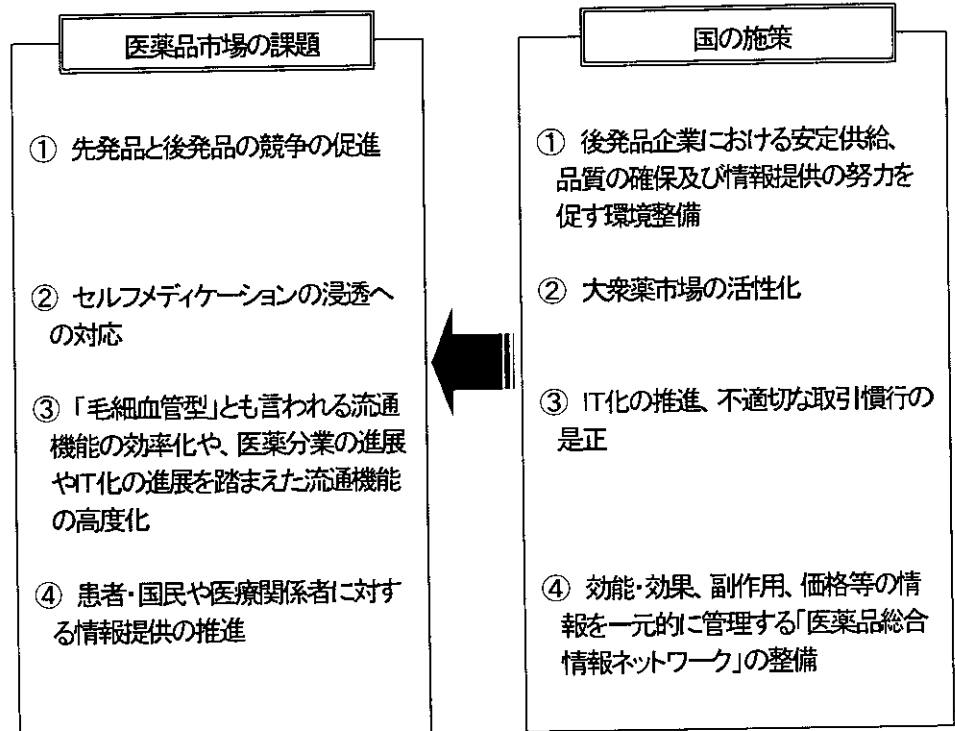 医薬品市場の課題
① 先発品と後発品の競争の促進
② セルフメディケーションの浸透へ
の対応
③ 「毛細血管型」とも言われる流通
機能の効率化や、医薬分業の進展
やIT化の進展を踏まえた流通機能
の高度化
④ 患者・国民や医療関係者に対す
る情報提供の推進
国の施策
① 後発品企業における安定供給、
品質の確保及び情報提供の努力を
促す環境整備
② 大衆薬市場の活性化
③ IT化の推進、不適切な取引慣行の
是正
④ 効能・効果、副作用、価格等の情
報を一元的に管理する「医薬品総合
情報ネットワーク」の整備